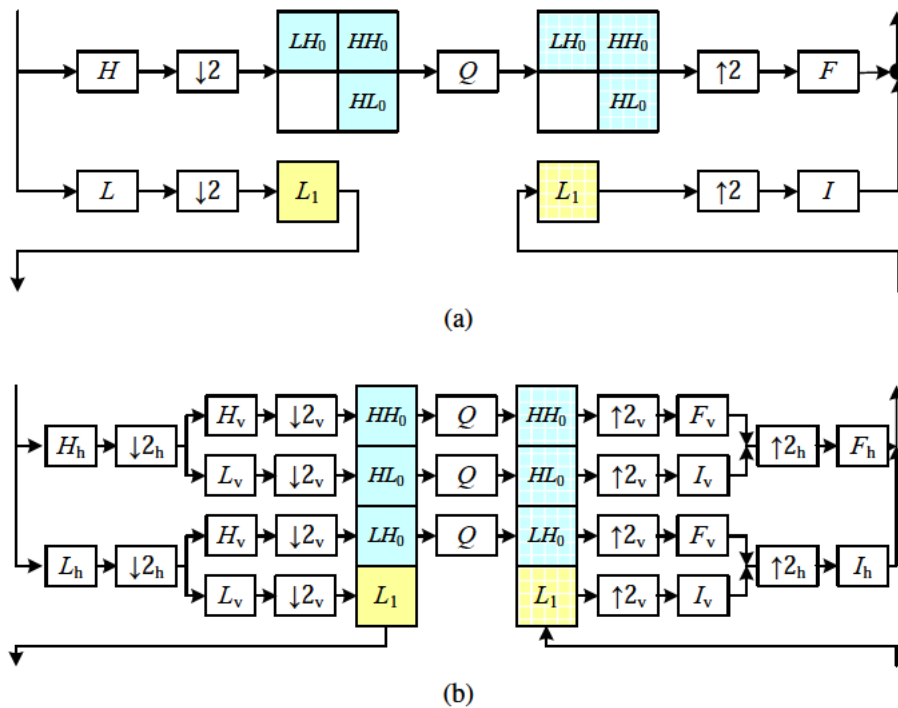 LH₀ HH₀ LH₀ HH₀
H ↓2 Q ↑2 F
HL₀ HL₀
L ↓2 L₁ L₁ ↑2 I
(a)
Hᵥ ↓2ᵥ HH₀ Q HH₀ ↑2ᵥ Fᵥ
Hₕ ↓2ₕ ↑2ₕ Fₕ
Lᵥ ↓2ᵥ HL₀ Q HL₀ ↑2ᵥ Iᵥ
Hᵥ ↓2ᵥ LH₀ Q LH₀ ↑2ᵥ Fᵥ
Lₕ ↓2ₕ ↑2ₕ Iₕ
Lᵥ ↓2ᵥ L₁ L₁ ↑2ᵥ Iᵥ
(b)